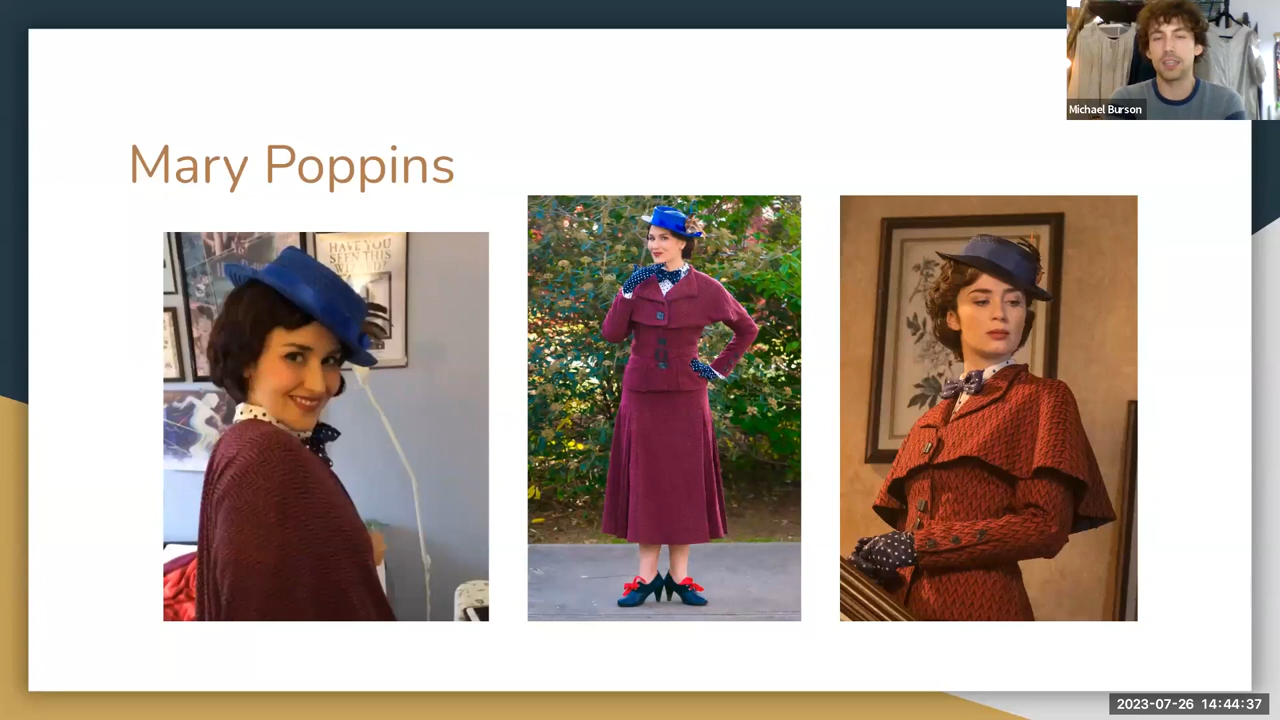 Michael Burson
Mary Poppins
HAVE YOU
SEEN THIS
2023-07-26 14:44:37